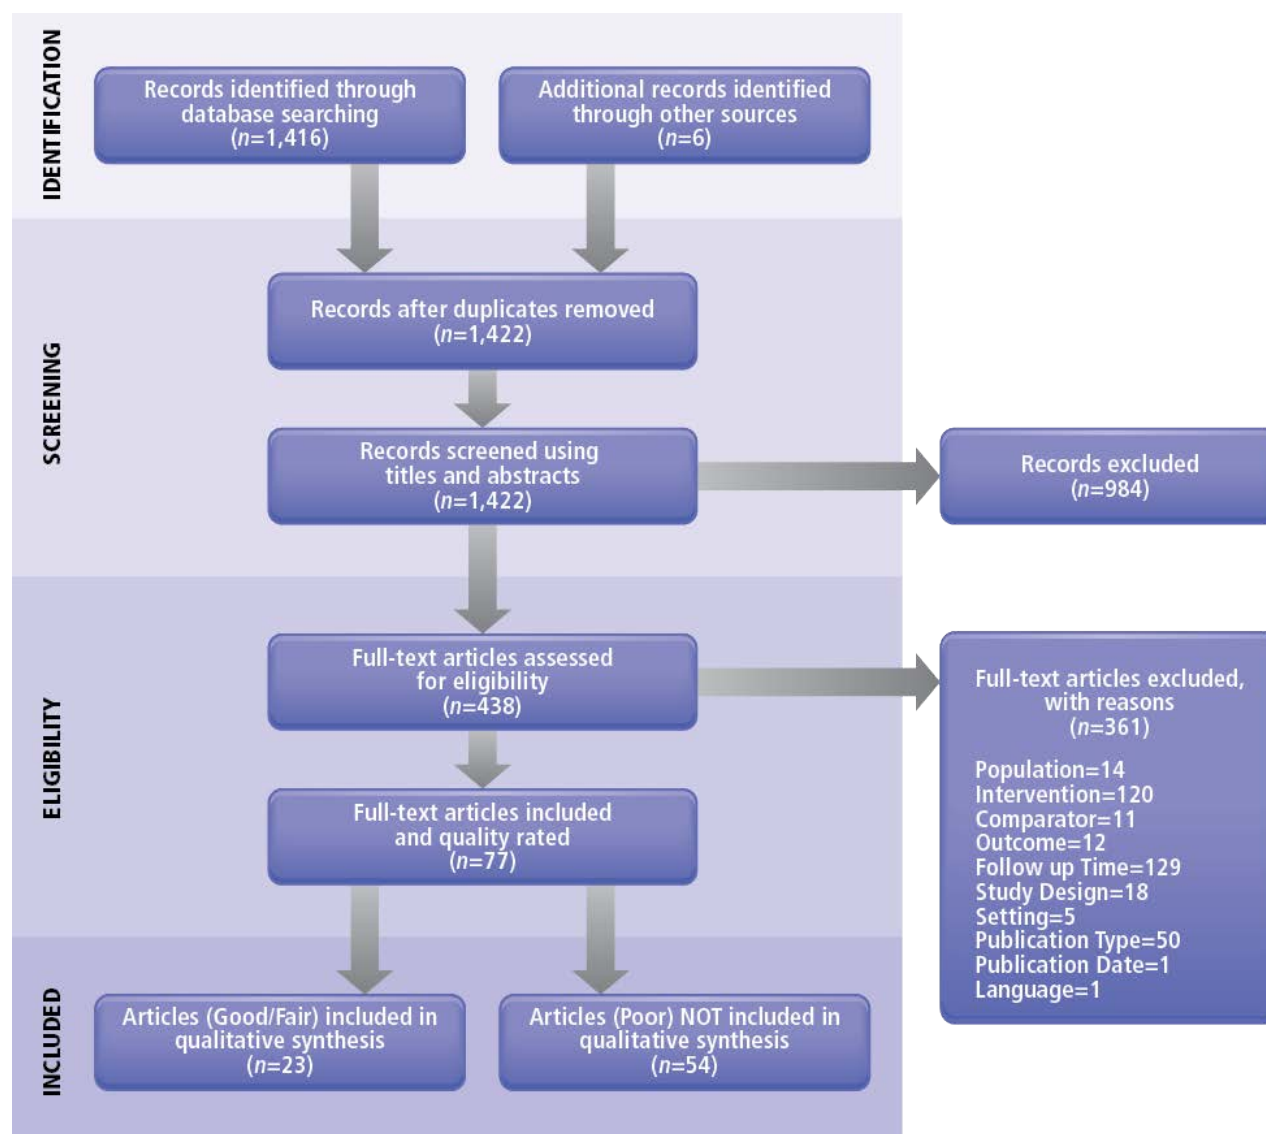 IDENTIFICATION
Records identified through
database searching
(n=1,416)
Additional records identified
through other sources
(n=6)
SCREENING
Records after duplicates removed
(n=1,422)
Records screened using
titles and abstracts
(n=1,422)
Records excluded
(n=984)
ELIGIBILITY
Full-text articles assessed
for eligibility
(n=438)
Full-text articles excluded,
with reasons
(n=361)
Population=14
Intervention=120
Comparator=11
Outcome=12
Follow up Time=129
Study Design=18
Setting=5
Publication Type=50
Publication Date=1
Language=1
Full-text articles included
and quality rated
(n=77)
INCLUDED
Articles (Good/Fair) included in
qualitative synthesis
(n=23)
Articles (Poor) NOT included in
qualitative synthesis
(n=54)